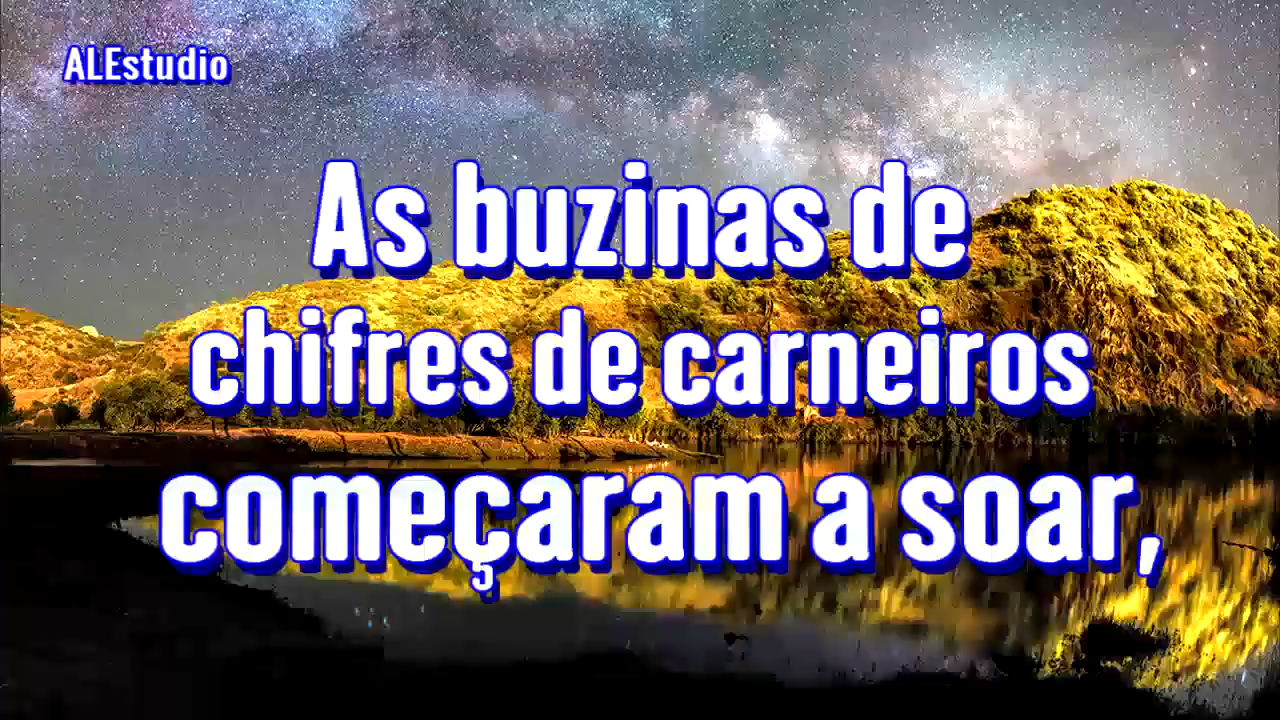 ALEstudio
As buzinas de
chifres de carneiros
começaram a soar,